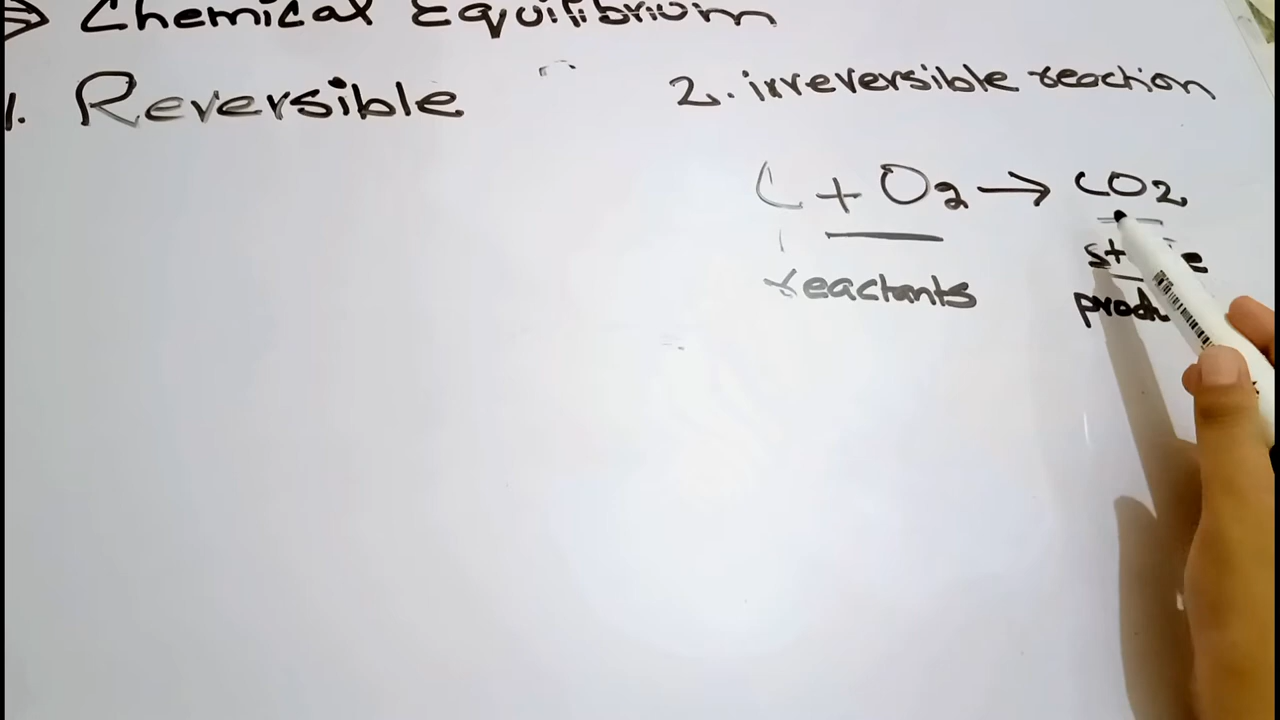 ⇒ Chemical Equilibrium
1. Reversible
2. irreversible reaction
C + O2 → CO2
reactants